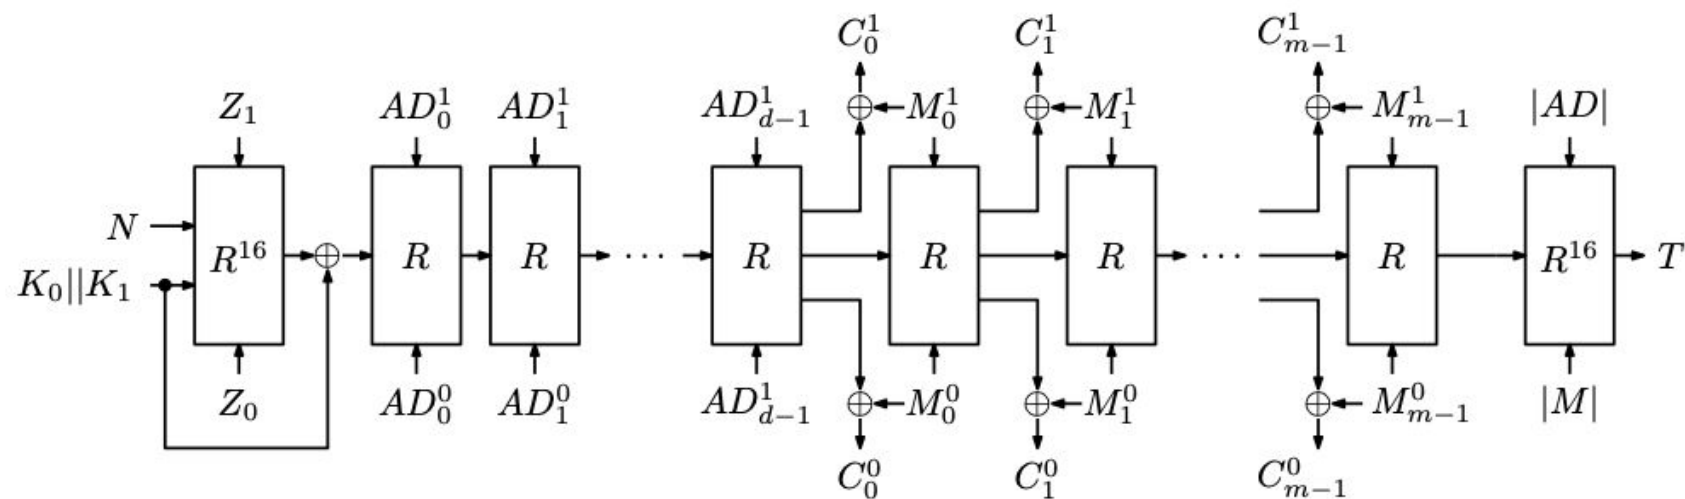 C_0^1 C_1^1 C_{m-1}^1
Z_1 AD_0^1 AD_1^1 AD_{d-1}^1 ⊕ M_0^1 ⊕ M_1^1 ⊕ M_{m-1}^1 |AD|
N
R^{16} ⊕ R R ··· R R R ··· R R^{16} T
K_0||K_1
Z_0 AD_0^0 AD_1^0 AD_{d-1}^1 ⊕ M_0^0 ⊕ M_1^0 ⊕ M_{m-1}^0 |M|
C_0^0 C_1^0 C_{m-1}^0